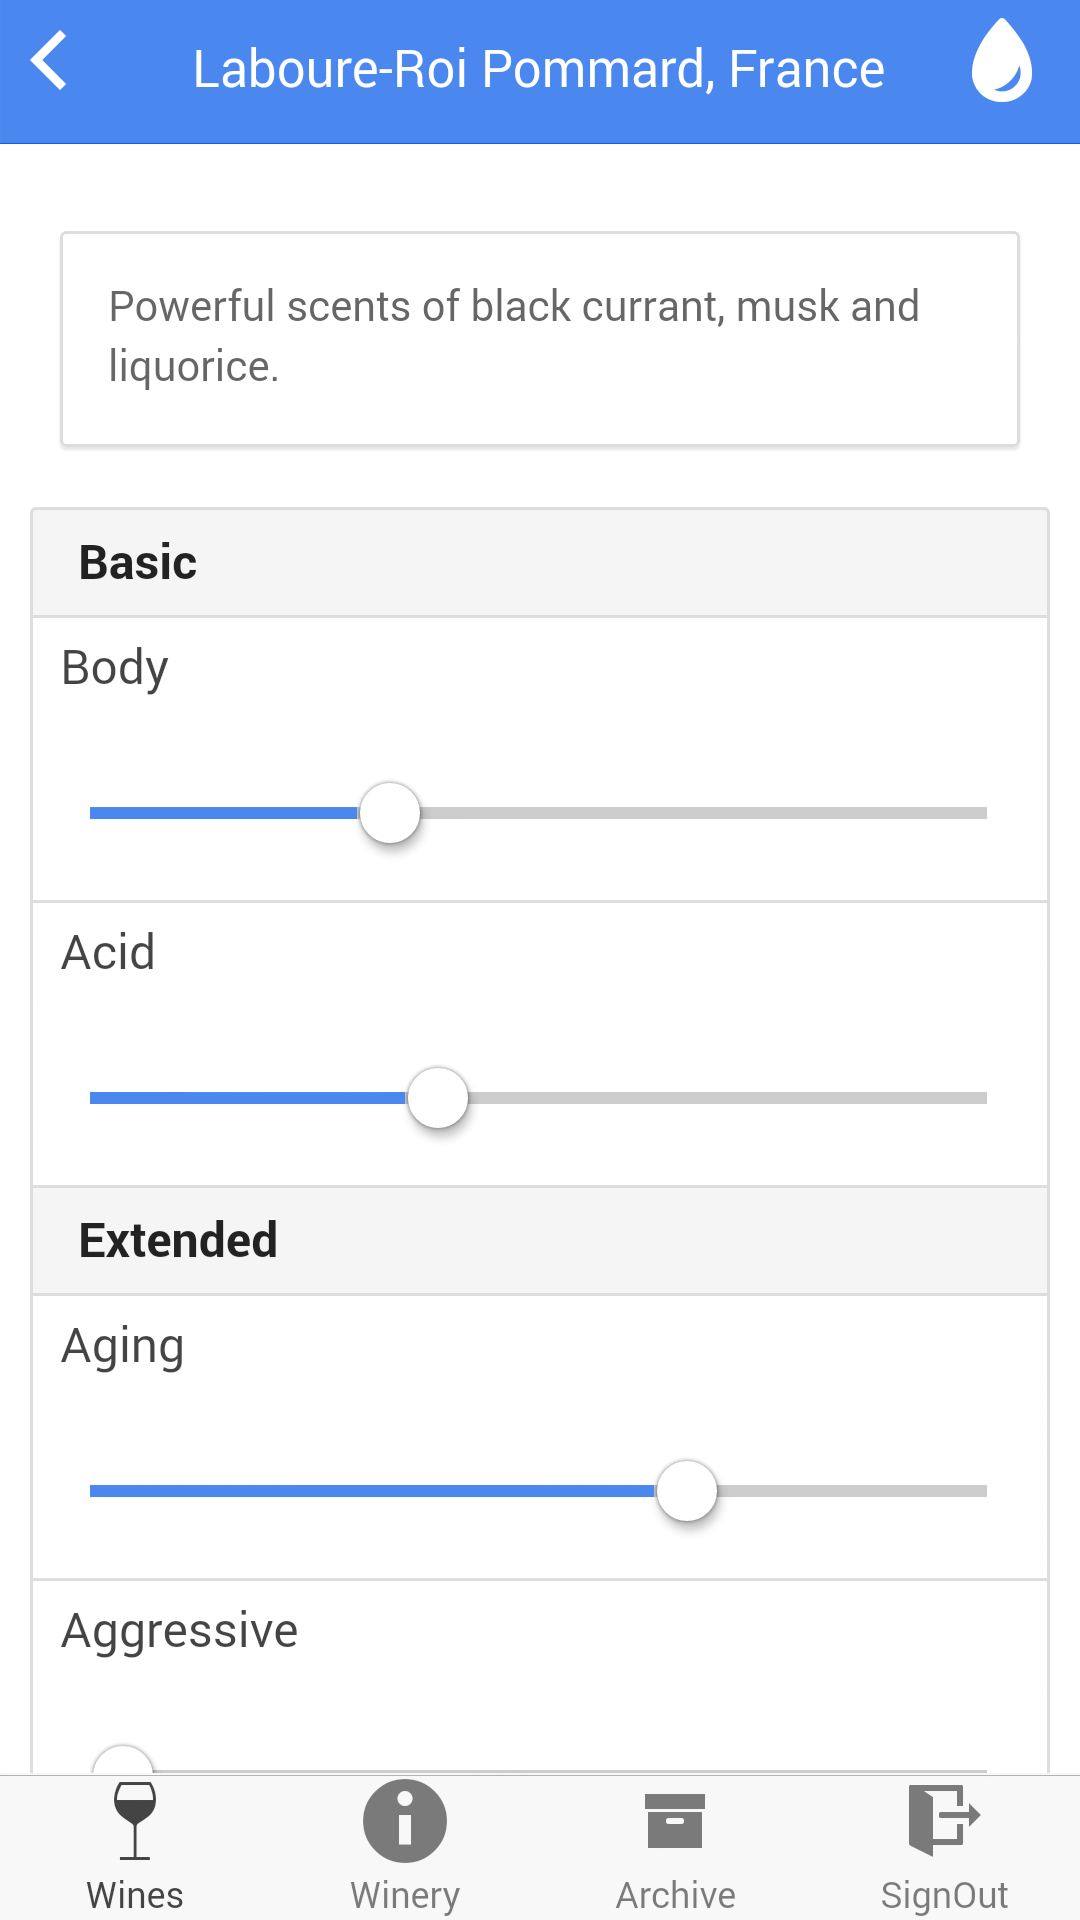 Laboure-Roi Pommard, France
Powerful scents of black currant, musk and
liquorice.
Basic
Body
Acid
Extended
Aging
Aggressive
Wines
Winery
Archive
SignOut